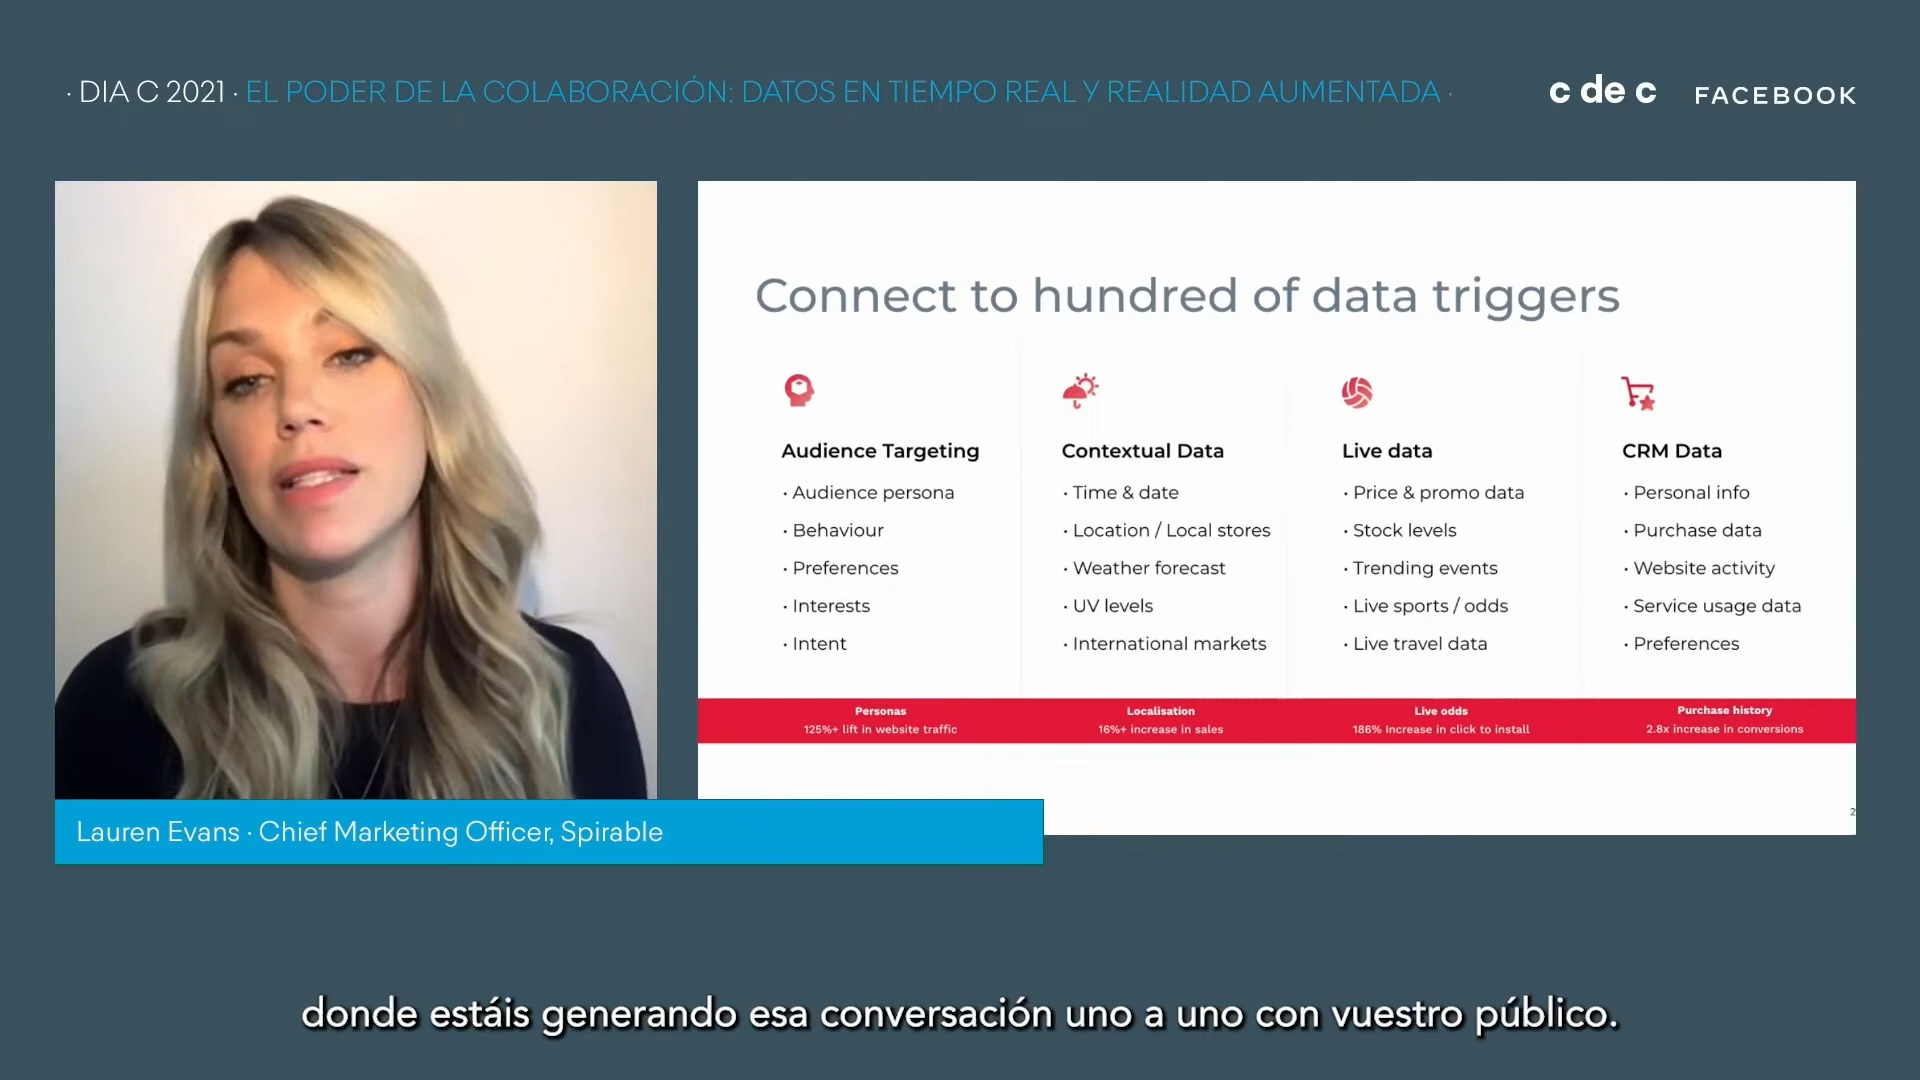 · DIA C 2021 · EL PODER DE LA COLABORACIÓN: DATOS EN TIEMPO REAL Y REALIDAD AUMENTADA ·
c de c FACEBOOK
Connect to hundred of data triggers
Audience Targeting
· Audience persona
· Behaviour
· Preferences
· Interests
· Intent
Contextual Data
· Time & date
· Location / Local stores
· Weather forecast
· UV levels
· International markets
Live data
· Price & promo data
· Stock levels
· Trending events
· Live sports / odds
· Live travel data
CRM Data
· Personal info
· Purchase data
· Website activity
· Service usage data
· Preferences
Personas
125%+ lift in website traffic
Localisation
16%+ increase in sales
Live odds
186% Increase in click to install
Purchase history
2.8x increase in conversions
2
Lauren Evans · Chief Marketing Officer, Spirable
donde estáis generando esa conversación uno a uno con vuestro público.